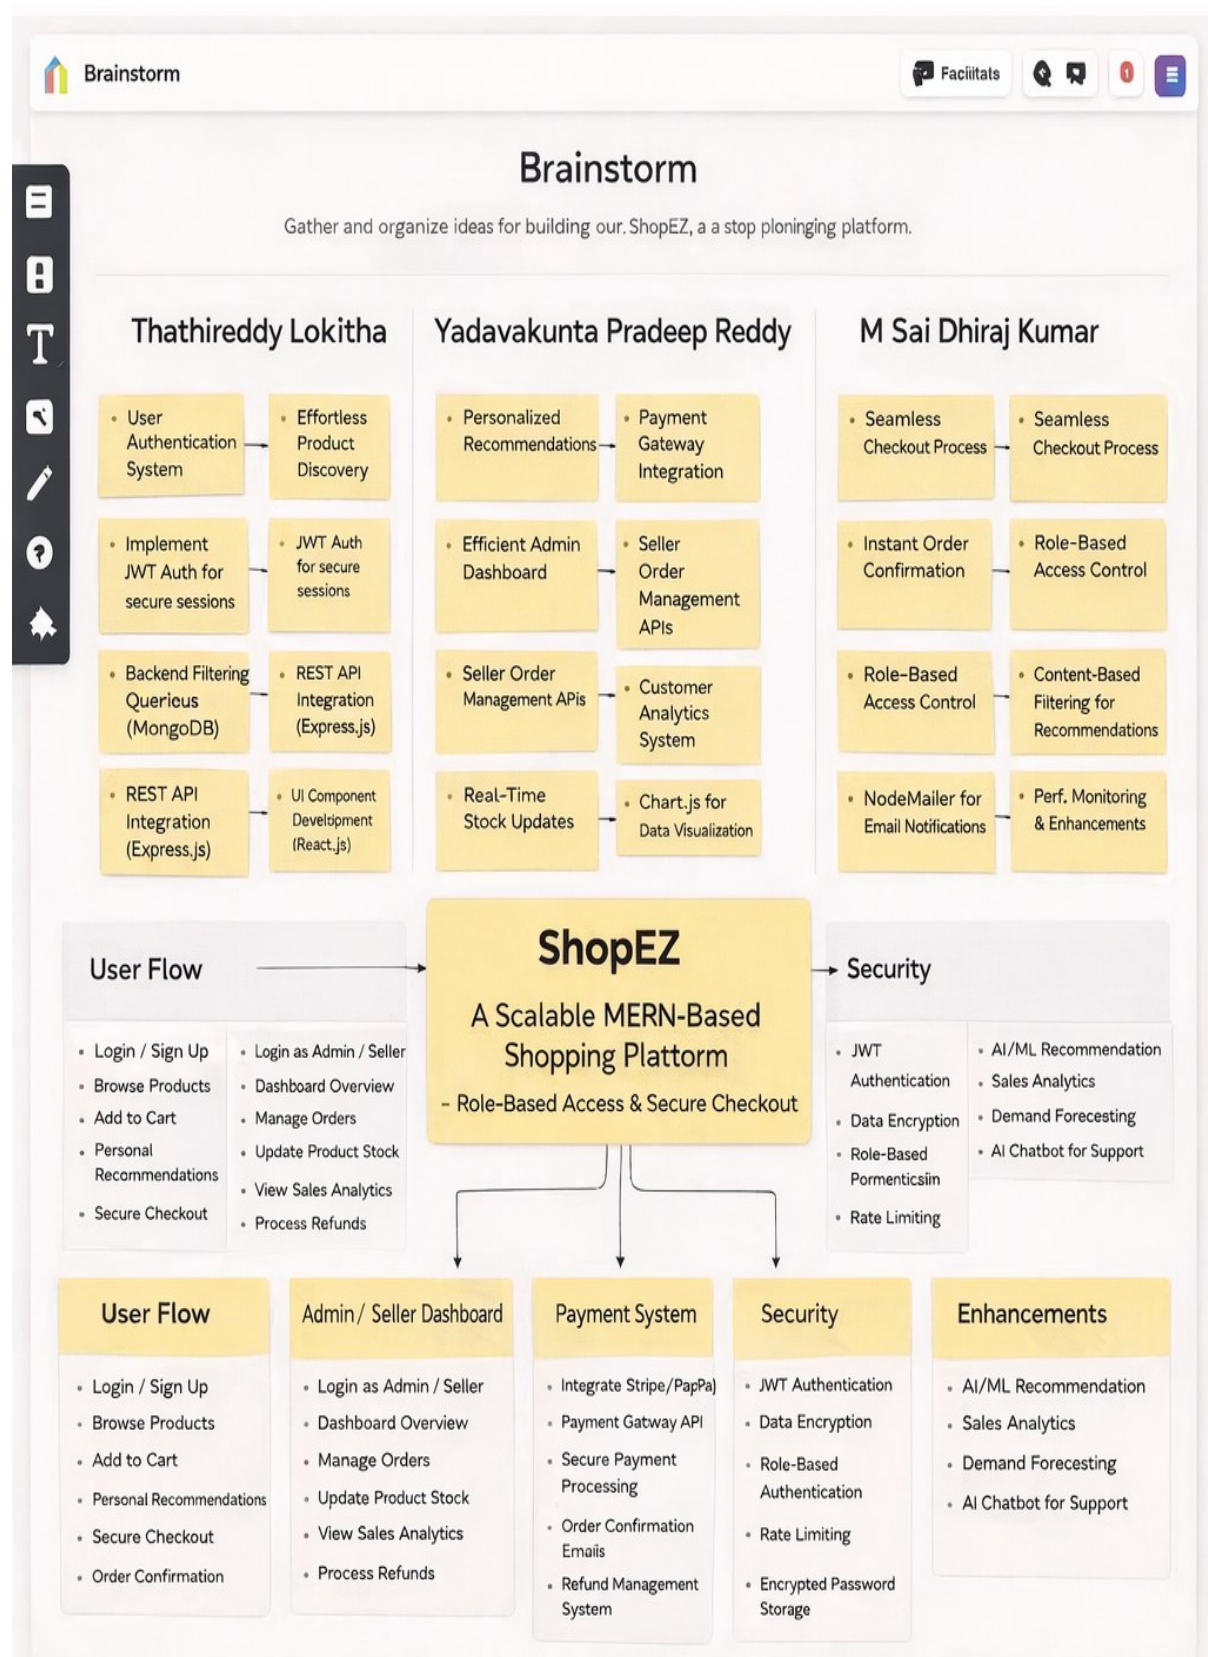 Brainstorm
Faciitats
1
Brainstorm
Gather and organize ideas for building our. ShopEZ, a a stop ploninging platform.
Thathireddy Lokitha
• User
Authentication
System
• Effortless
Product
Discovery
• Implement
JWT Auth for
secure sessions
• JWT Auth
for secure
sessions
• Backend Filtering
Quericus
(MongoDB)
• REST API
Integration
(Express.js)
• REST API
Integration
(Express.js)
• UI Component
Development
(React.js)
Yadavakunta Pradeep Reddy
• Personalized
Recommendations
• Payment
Gateway
Integration
• Efficient Admin
Dashboard
• Seller
Order
Management
APIs
• Seller Order
Management APIs
• Customer
Analytics
System
• Real-Time
Stock Updates
• Chart.js for
Data Visualization
M Sai Dhiraj Kumar
• Seamless
Checkout Process
• Seamless
Checkout Process
• Instant Order
Confirmation
• Role-Based
Access Control
• Role-Based
Access Control
• Content-Based
Filtering for
Recommendations
• NodeMailer for
Email Notifications
• Perf. Monitoring
& Enhancements
User Flow
• Login / Sign Up
• Browse Products
• Add to Cart
• Personal
Recommendations
• Secure Checkout
• Login as Admin / Seller
• Dashboard Overview
• Manage Orders
• Update Product Stock
• View Sales Analytics
• Process Refunds
ShopEZ
A Scalable MERN-Based
Shopping Plattorm
- Role-Based Access & Secure Checkout
Security
• JWT
Authentication
• Data Encryption
• Role-Based
Pormenticsiin
• Rate Limiting
• AI/ML Recommendation
• Sales Analytics
• Demand Forecesting
• AI Chatbot for Support
User Flow
• Login / Sign Up
• Browse Products
• Add to Cart
• Personal Recommendations
• Secure Checkout
• Order Confirmation
Admin / Seller Dashboard
• Login as Admin / Seller
• Dashboard Overview
• Manage Orders
• Update Product Stock
• View Sales Analytics
• Process Refunds
Payment System
• Integrate Stripe/PapPa)
• Payment Gatway API
• Secure Payment
Processing
• Order Confirmation
Emails
• Refund Management
System
Security
• JWT Authentication
• Data Encryption
• Role-Based
Authentication
• Rate Limiting
• Encrypted Password
Storage
Enhancements
• AI/ML Recommendation
• Sales Analytics
• Demand Forecesting
• AI Chatbot for Support